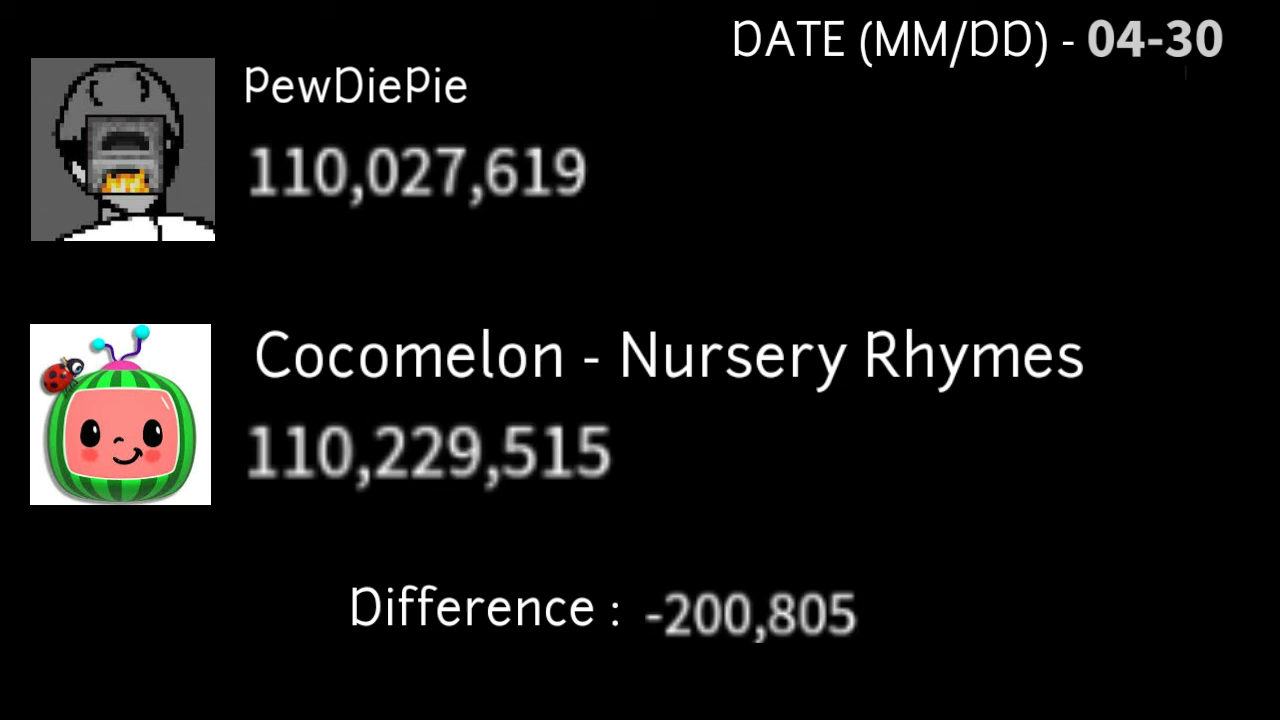 DATE (MM/DD) - 04-30
PewDiePie
110,027,619
Cocomelon - Nursery Rhymes
110,229,515
Difference : -200,805